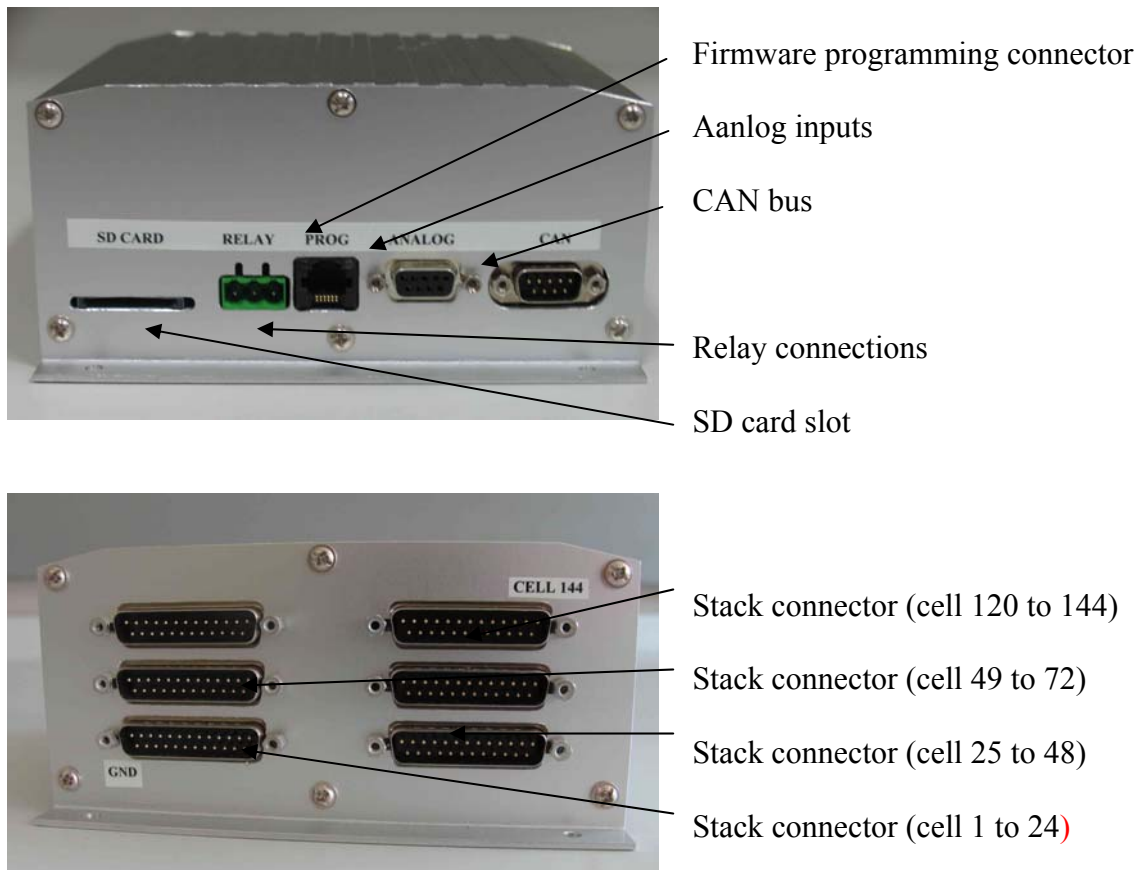 Firmware programming connector
Aanlog inputs
CAN bus
SD CARD RELAY PROG ANALOG CAN
Relay connections
SD card slot
CELL 144
Stack connector (cell 120 to 144)
Stack connector (cell 49 to 72)
Stack connector (cell 25 to 48)
GND
Stack connector (cell 1 to 24)